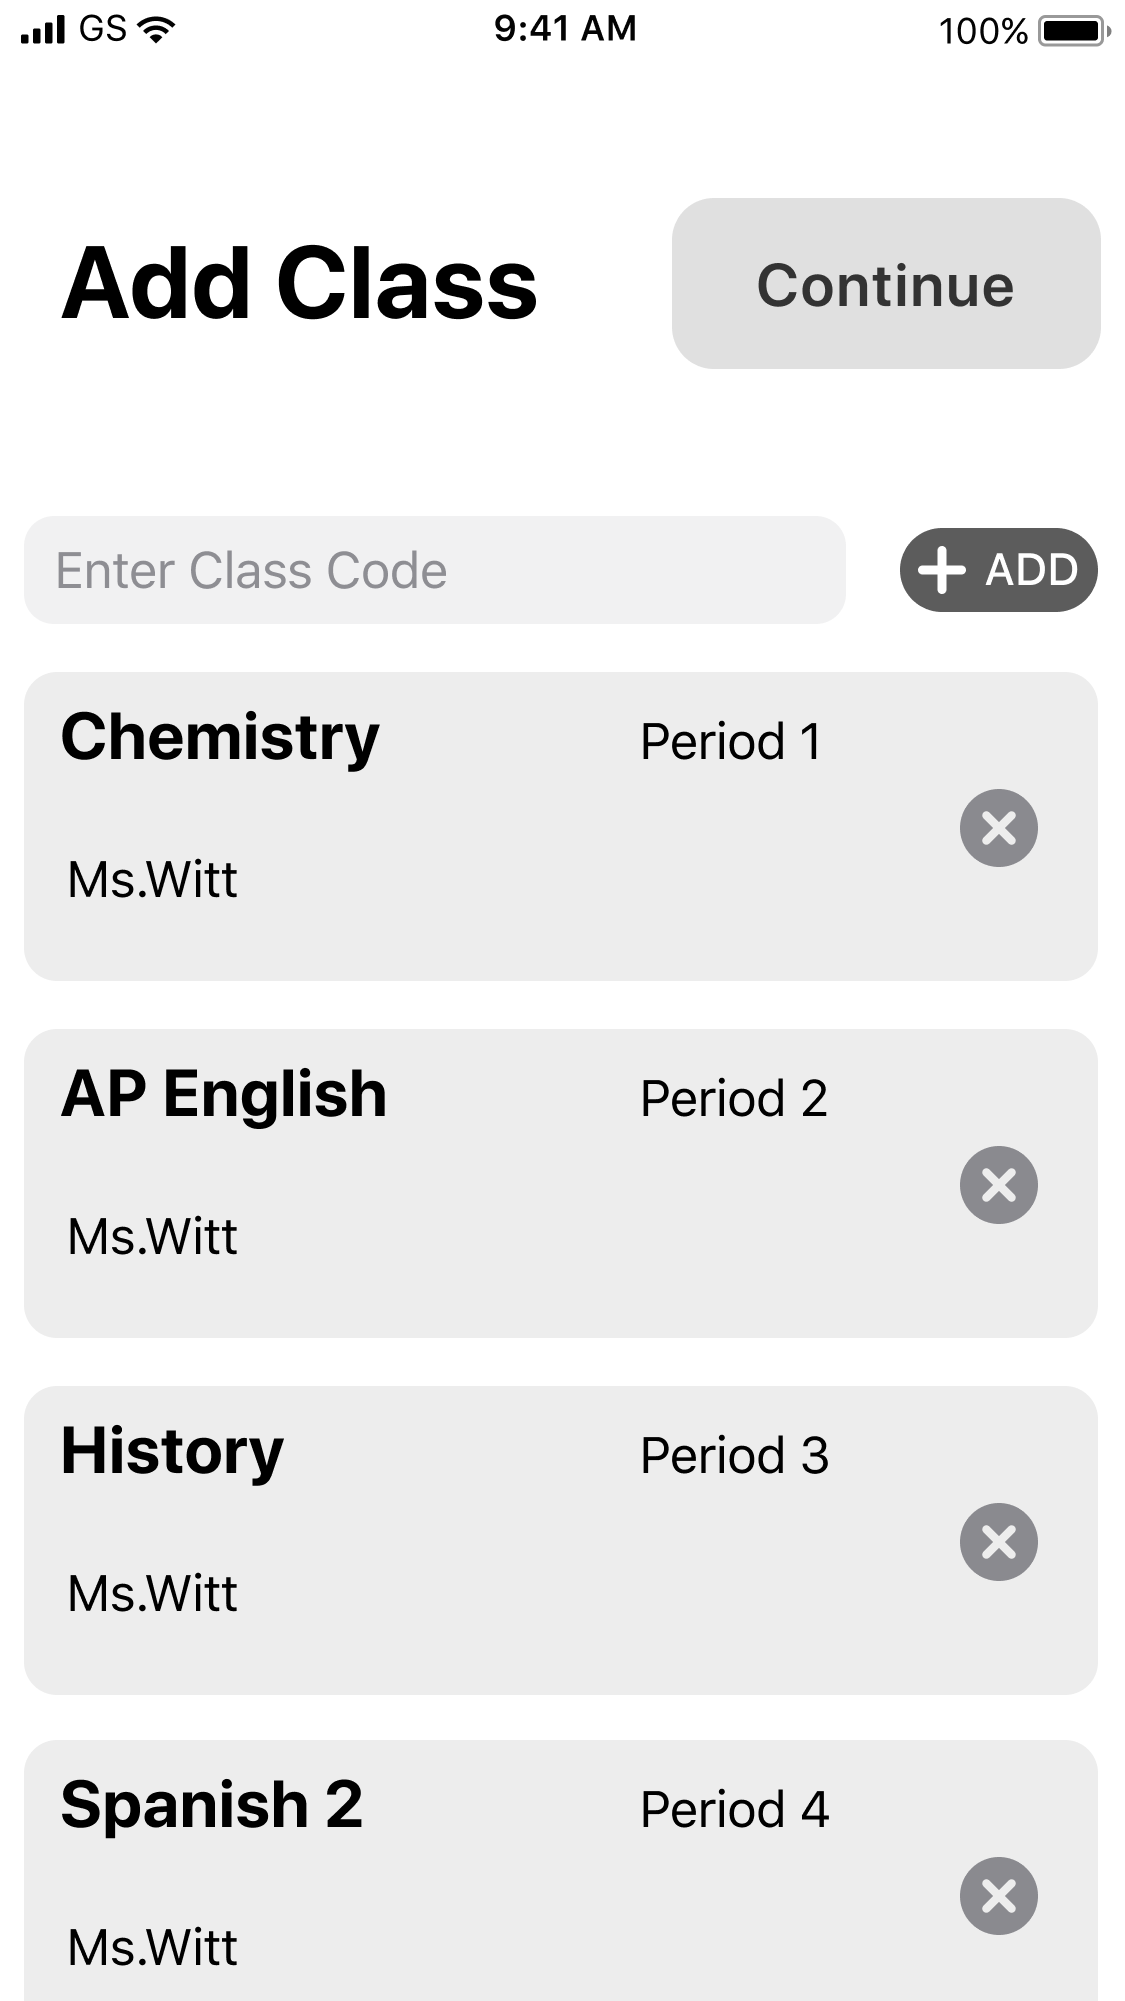 GS 9:41 AM 100%
Add Class
Continue
Enter Class Code
ADD
Chemistry Period 1
Ms.Witt
AP English Period 2
Ms.Witt
History Period 3
Ms.Witt
Spanish 2 Period 4
Ms.Witt